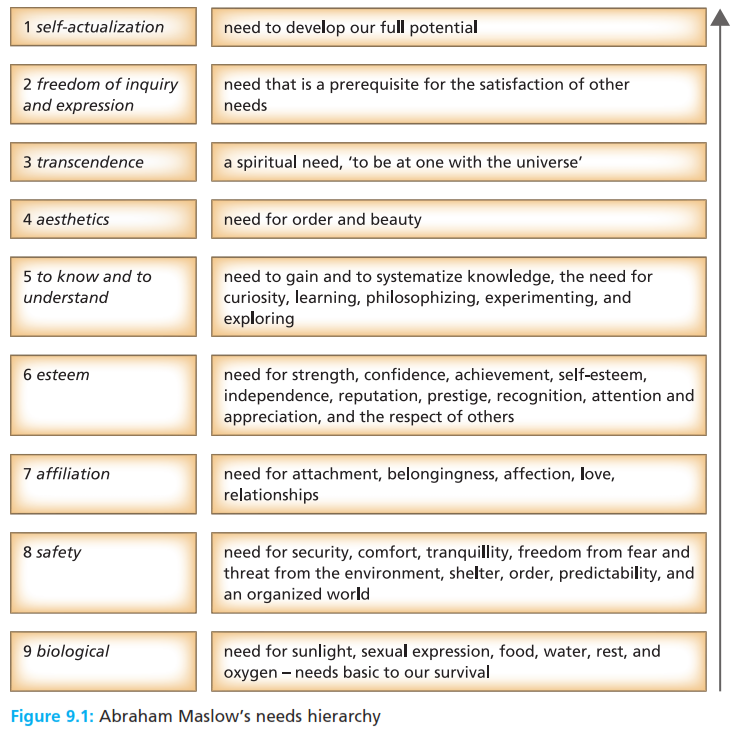 1 self-actualization
need to develop our full potential
2 freedom of inquiry
and expression
need that is a prerequisite for the satisfaction of other
needs
3 transcendence
a spiritual need, ‘to be at one with the universe’
4 aesthetics
need for order and beauty
5 to know and to
understand
need to gain and to systematize knowledge, the need for
curiosity, learning, philosophizing, experimenting, and
exploring
6 esteem
need for strength, confidence, achievement, self-esteem,
independence, reputation, prestige, recognition, attention and
appreciation, and the respect of others
7 affiliation
need for attachment, belongingness, affection, love,
relationships
8 safety
need for security, comfort, tranquillity, freedom from fear and
threat from the environment, shelter, order, predictability, and
an organized world
9 biological
need for sunlight, sexual expression, food, water, rest, and
oxygen – needs basic to our survival
Figure 9.1: Abraham Maslow’s needs hierarchy